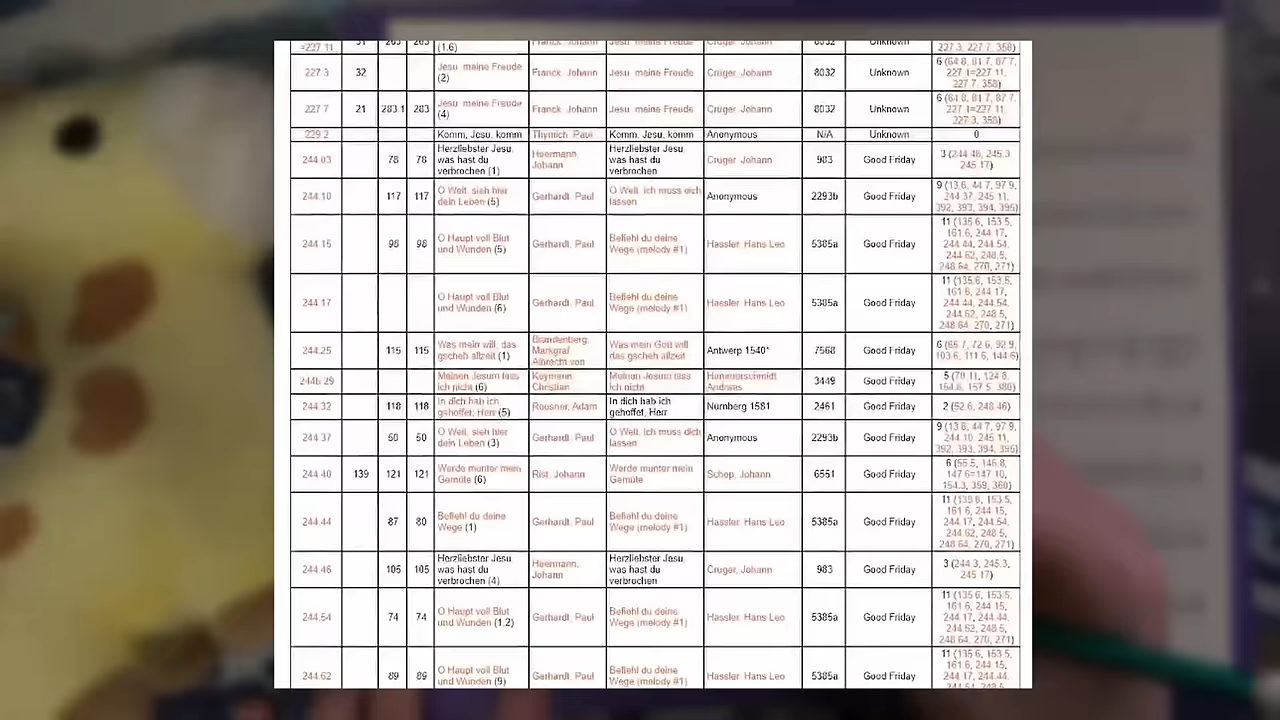 =227 11 31 283 263 (1.6) Franck, Johann Jesu meine Freude Crüger, Johann 8032 Unknown 227 3, 227 7, 358)
227 3 32 Jesu meine Freude (2) Franck, Johann Jesu meine Freude Crüger, Johann 8032 Unknown 6 (64 8, 81 7, 87 7, 227 1=227 11, 227 7, 358)
227 7 21 283.1 283 Jesu meine Freude (4) Franck, Johann Jesu meine Freude Crüger, Johann 8032 Unknown 6 (64 8, 81 7, 87 7, 227 1=227 11, 227 3, 358)
229 2 Komm, Jesu, komm Thymich, Paul Komm, Jesu, komm Anonymous N/A Unknown 0
244.03 78 78 Herzliebster Jesu, was hast du verbrochen (1) Heermann, Johann Herzliebster Jesu, was hast du verbrochen Cruger, Johann 983 Good Friday 3 (244 46, 245.3, 245 17)
244.10 117 117 O Welt, sieh hier dein Leben (5) Gerhardt, Paul O Welt, ich muss dich lassen Anonymous 2293b Good Friday 9 (13.6, 44 7, 97 9, 244 37, 245 11, 392, 393, 394, 395)
244 15 98 98 O Haupt voll Blut und Wunden (5) Gerhardt, Paul Befiehl du deine Wege (melody #1) Hassler, Hans Leo 5385a Good Friday 11 (135 6, 153 5, 161 6, 244 17, 244 44, 244 54, 244 62, 248 5, 248 64, 270, 271)
244 17 O Haupt voll Blut und Wunden (6) Gerhardt, Paul Befiehl du deine Wege (melody #1) Hassler, Hans Leo 5385a Good Friday 11 (135 6, 153 5, 161 6, 244 17, 244 44, 244 54, 244 62, 248 5, 248 64, 270, 271)
244.25 115 115 Was mein will, das gscheh allzeit (1) Brandenberg, Markgraf Albrecht von Was mein Gott will das gscheh allzeit Antwerp 1540* 7568 Good Friday 6 (65 7, 72 6, 92 9, 103 6, 111 6, 144 6)
244b 29 Meinen Jesum lass ich nicht (6) Keymann Christian Meinen Jesum lass ich nicht Hammerschmidt Andreas 3449 Good Friday 5 (70 11, 124 6, 154.8, 157 5, 380)
244.32 118 118 In dich hab ich gehoffet, Herr (5) Reusner, Adam In dich hab ich gehoffet, Herr Nürnberg 1581 2461 Good Friday 2 (52.6, 248.46)
244 37 50 50 O Welt, sieh hier dein Leben (3) Gerhardt, Paul O Welt, ich muss dich lassen Anonymous 2293b Good Friday 9 (13 6, 44 7, 97 9, 244 10, 245 11, 392, 393, 394, 395)
244 40 139 121 121 Werde munter mein Gemüte (6) Rist, Johann Werde munter mein Gemüte Schop, Johann 6551 Good Friday 6 (55.5, 146.8, 147 6=147 10, 154.3, 359, 360)
244.44 87 80 Befiehl du deine Wege (1) Gerhardt, Paul Befiehl du deine Wege (melody #1) Hassler, Hans Leo 5385a Good Friday 11 (135 6, 153 5, 161 6, 244 15, 244 17, 244 54, 244 62, 248.5, 248 64, 270, 271)
244 46 105 105 Herzliebster Jesu, was hast du verbrochen (4) Heermann, Johann Herzliebster Jesu, was hast du verbrochen Cruger, Johann 983 Good Friday 3 (244 3, 245.3, 245 17)
244.54 74 74 O Haupt voll Blut und Wunden (1,2) Gerhardt, Paul Befiehl du deine Wege (melody #1) Hassler, Hans Leo 5385a Good Friday 11 (135 6, 153 5, 161 6, 244 15, 244 17, 244 44, 244 62, 248.5, 248 64, 270, 271)
244.62 89 89 O Haupt voll Blut und Wunden (9) Gerhardt, Paul Befiehl du deine Wege (melody #1) Hassler, Hans Leo 5385a Good Friday 11 (135 6, 153 5, 161 6, 244 15, 244 17, 244 44,